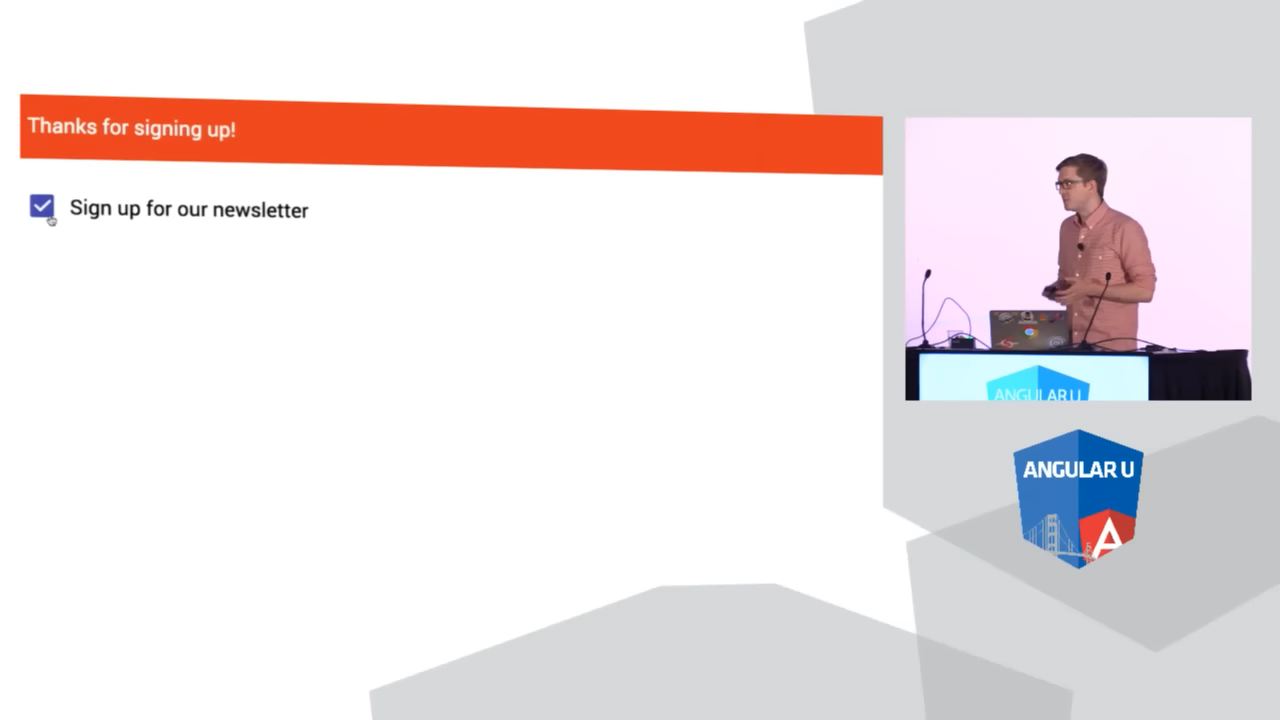 Thanks for signing up!
Sign up for our newsletter
ANGULAR U
ANGULAR U
A